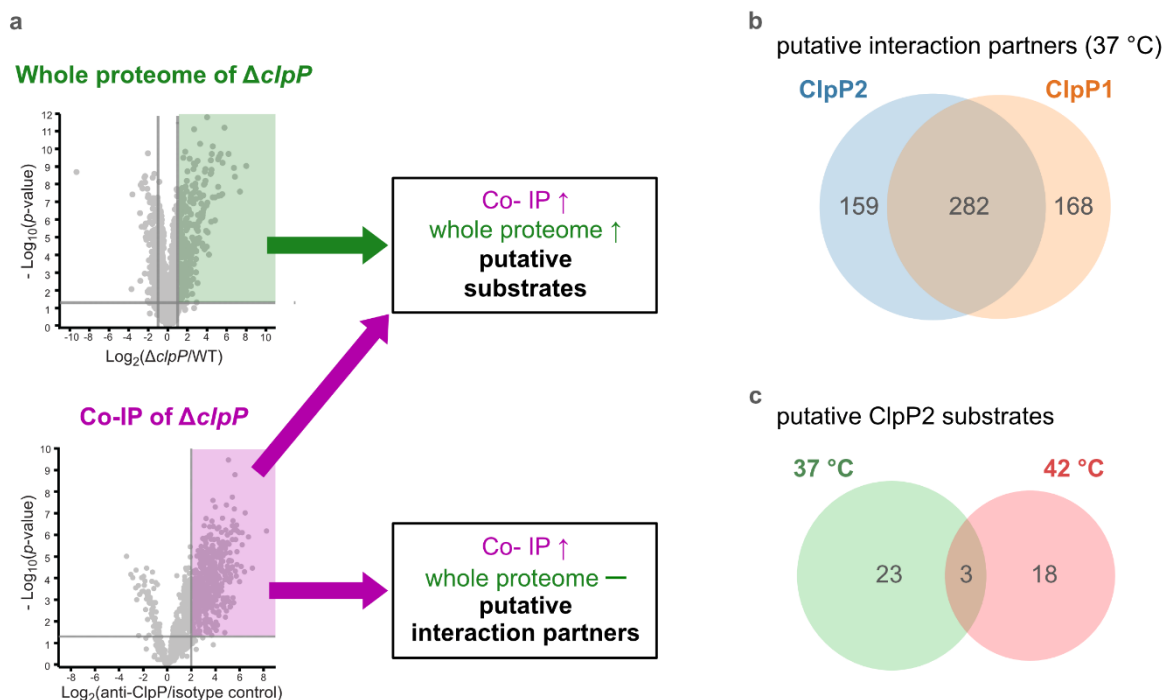 a
Whole proteome of ΔclpP
12
11
10
9
8
7
6
5
4
3
2
1
0
- Log10(p-value)
-10 -8 -6 -4 -2 0 2 4 6 8 10
Log2(ΔclpP/WT)
Co- IP ↑
whole proteome ↑
putative
substrates
Co-IP of ΔclpP
10
9
8
7
6
5
4
3
2
1
0
- Log10(p-value)
-8 -6 -4 -2 0 2 4 6 8
Log2(anti-ClpP/isotype control)
Co- IP ↑
whole proteome –
putative
interaction partners
b
putative interaction partners (37 °C)
ClpP2 ClpP1
159 282 168
c
putative ClpP2 substrates
37 °C 42 °C
23 3 18